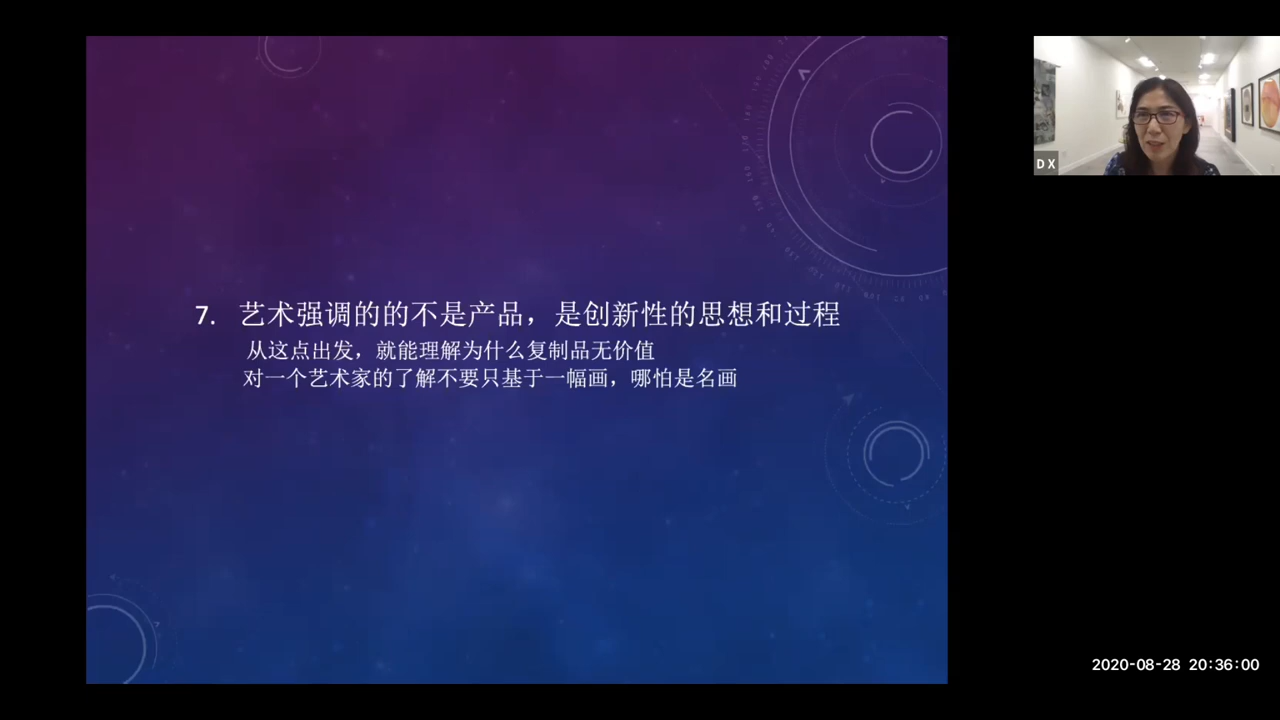 7. 艺术强调的的不是产品，是创新性的思想和过程
从这点出发，就能理解为什么复制品无价值
对一个艺术家的了解不要只基于一幅画，哪怕是名画
D X
2020-08-28 20:36:00